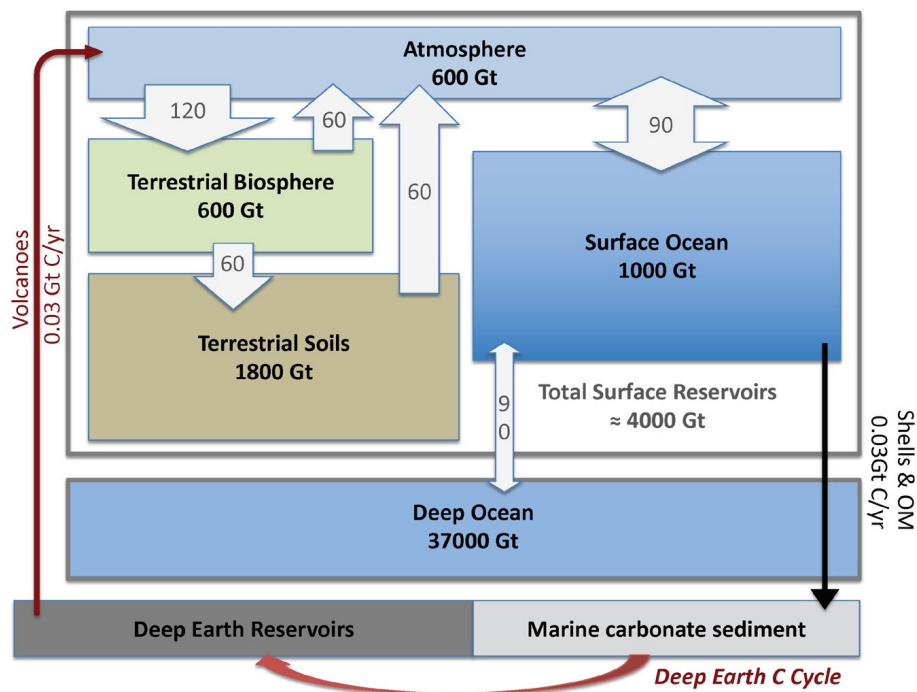 Atmosphere
600 Gt
120
60
60
90
Terrestrial Biosphere
600 Gt
60
Surface Ocean
1000 Gt
Terrestrial Soils
1800 Gt
90
Total Surface Reservoirs
≈ 4000 Gt
Volcanoes
0.03 Gt C/yr
Shells & OM
0.03Gt C/yr
Deep Ocean
37000 Gt
Deep Earth Reservoirs
Marine carbonate sediment
Deep Earth C Cycle